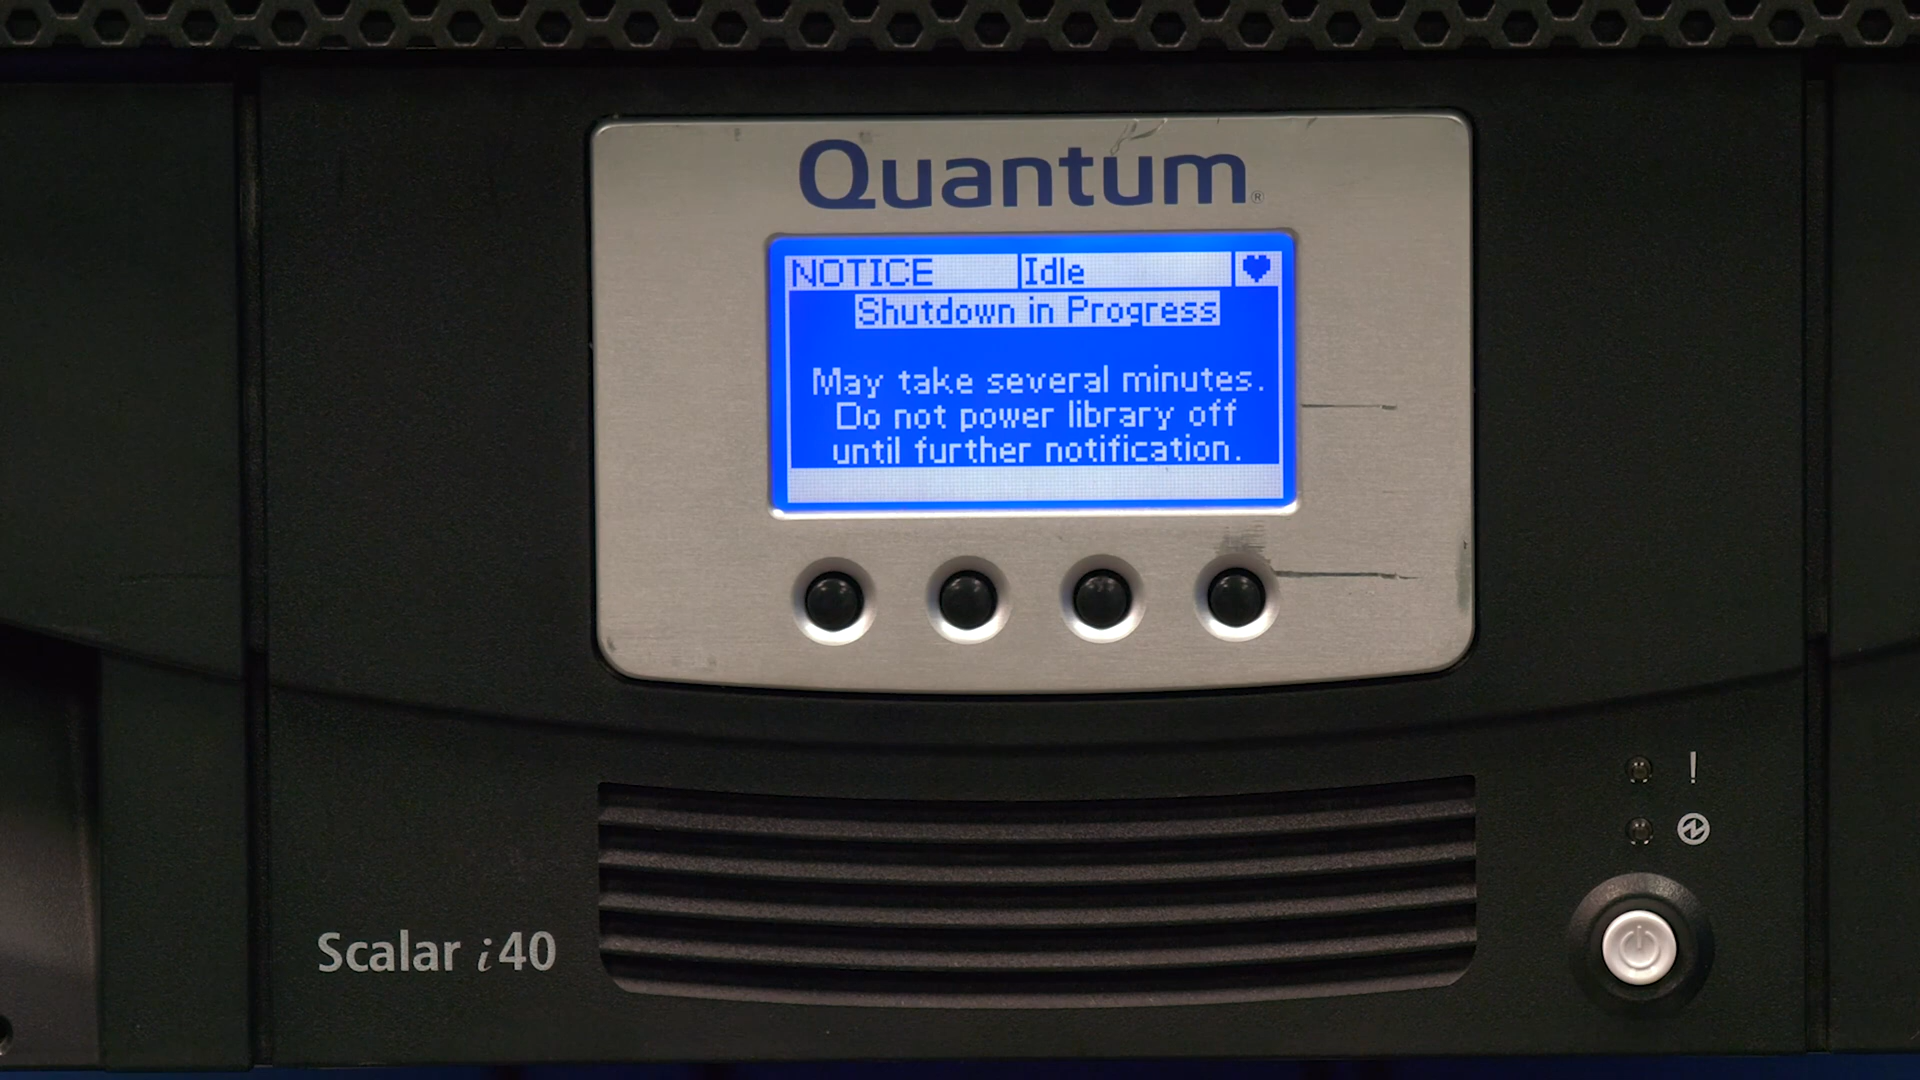 Quantum®
NOTICE Idle
Shutdown in Progress
May take several minutes.
Do not power library off
until further notification.
!
Scalar i40